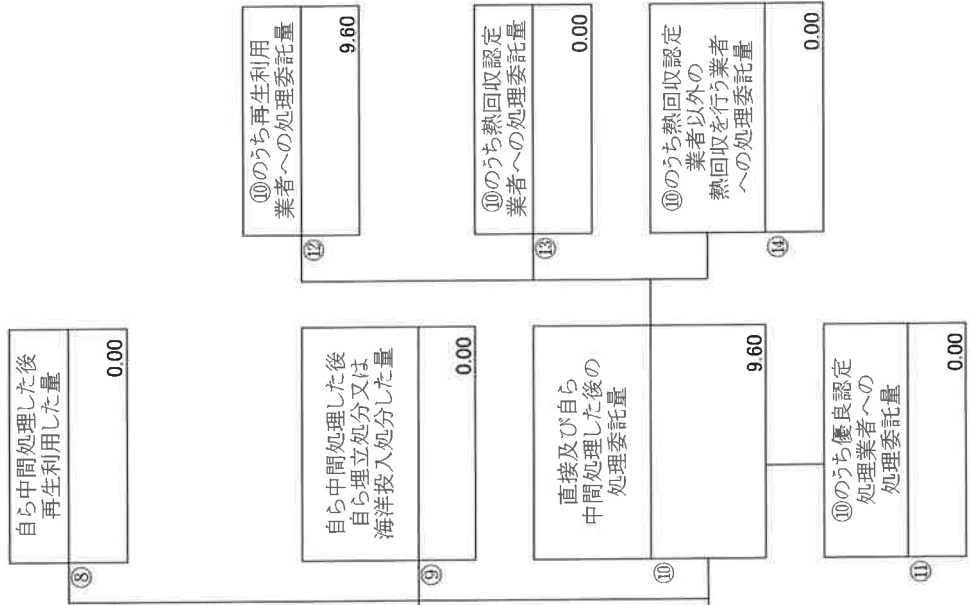 ⑧
自ら中間処理した後
再生利用した量
0.00
⑨
自ら中間処理した後
自ら埋立処分又は
海洋投入処分した量
0.00
⑩
直接及び自ら
中間処理した後の
処理委託量
9.60
⑪
⑩のうち優良認定
処理業者への
処理委託量
0.00
⑫
⑩のうち再生利用
業者への処理委託量
9.60
⑬
⑩のうち熱回収認定
業者への処理委託量
0.00
⑭
⑩のうち熱回収認定
業者以外の
熱回収を行う業者
への処理委託量
0.00